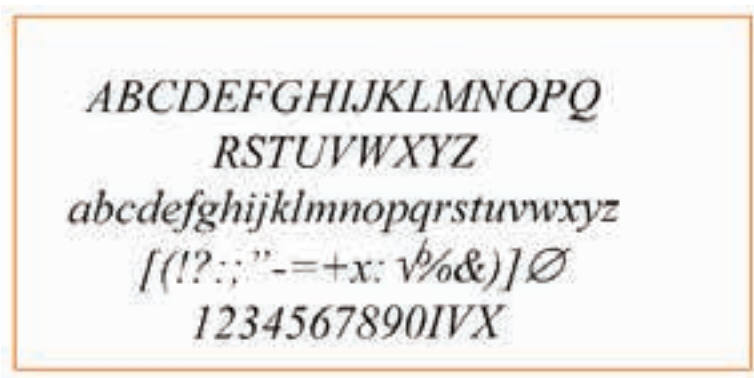 ABCDEFGHIJKLMNOPQ
RSTUVWXYZ
abcdefghijklmnopqrstuvwxyz
[(!?:;”-=+x: √%&)]∅
1234567890IVX